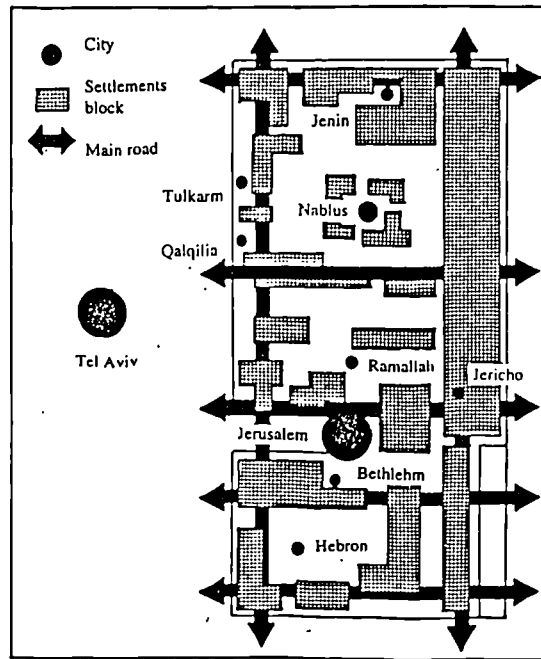 City
Settlements
block
Main road
Jenin
Tulkarm
Nablus
Qalqilia
Tel Aviv
Ramallah
Jericho
Jerusalem
Bethlehm
Hebron